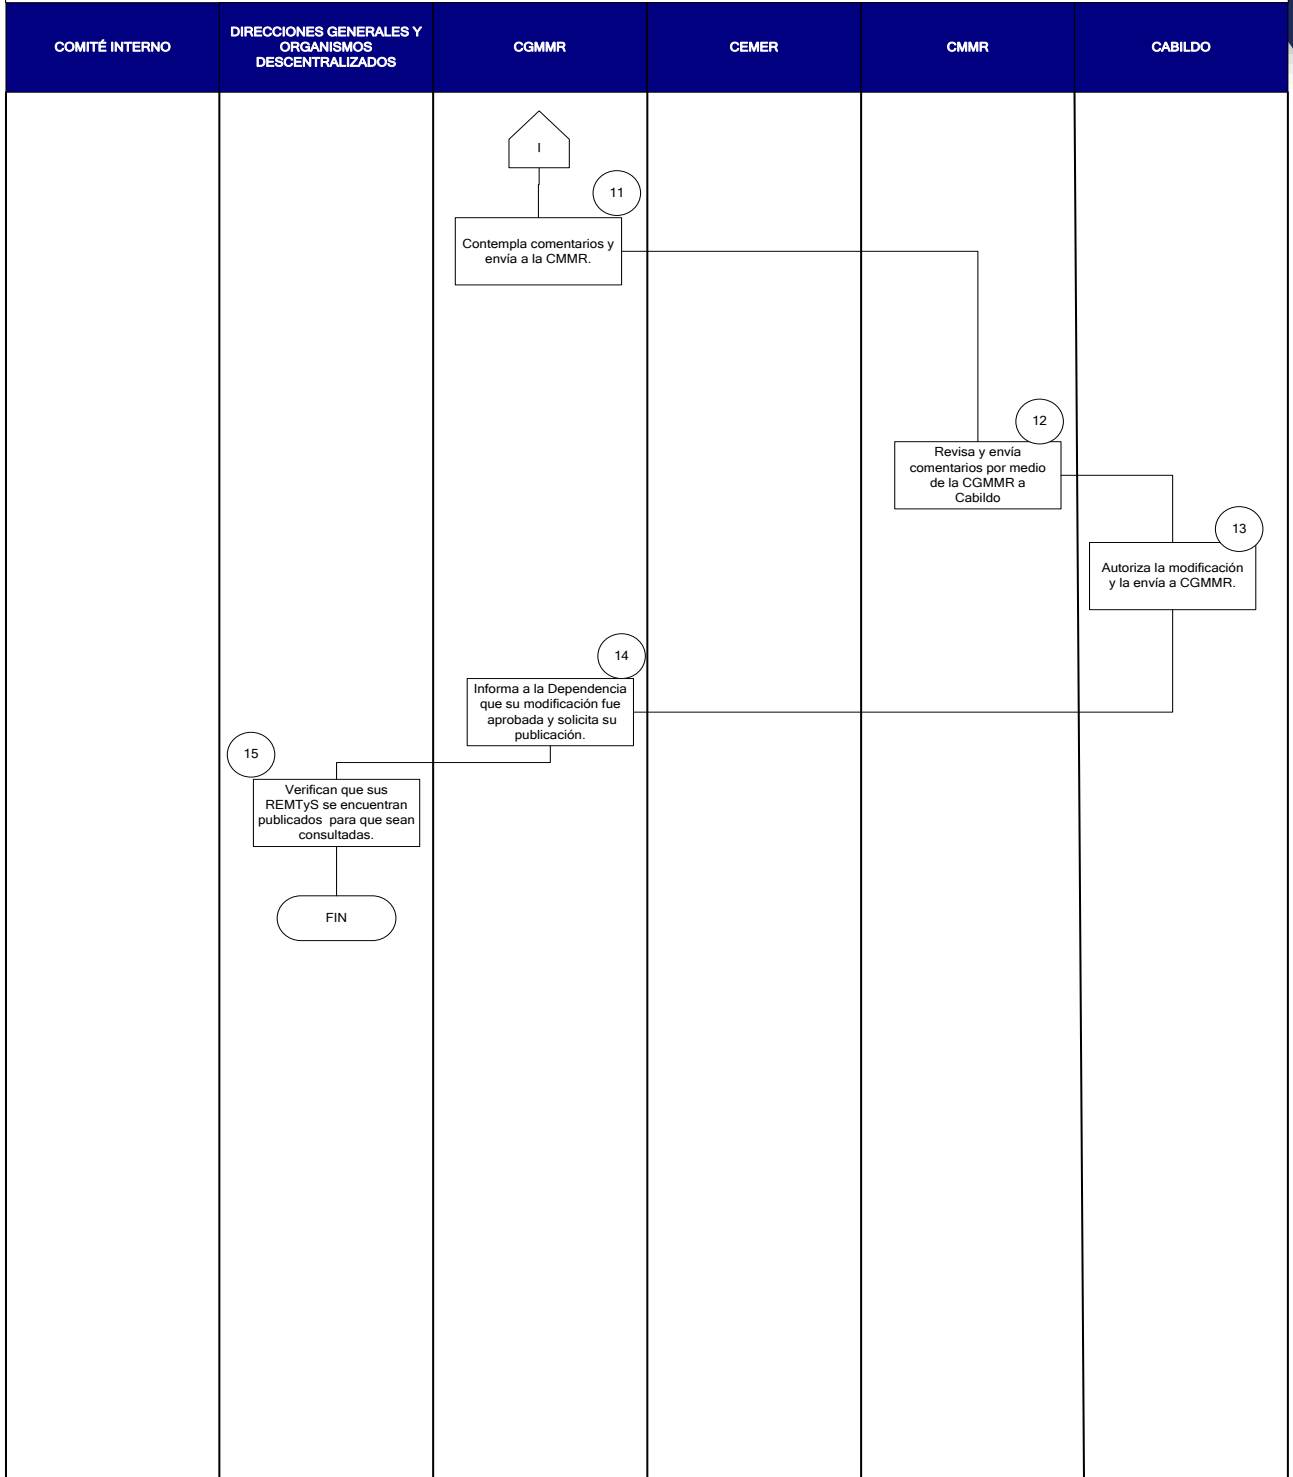 COMITÉ INTERNO
DIRECCIONES GENERALES Y
ORGANISMOS
DESCENTRALIZADOS
CGMMR
CEMER
CMMR
CABILDO
I
11
Contempla comentarios y
envía a la CMMR.
12
Revisa y envía
comentarios por medio
de la CGMMR a
Cabildo
13
Autoriza la modificación
y la envía a CGMMR.
14
Informa a la Dependencia
que su modificación fue
aprobada y solicita su
publicación.
15
Verifican que sus
REMTyS se encuentran
publicados para que sean
consultadas.
FIN